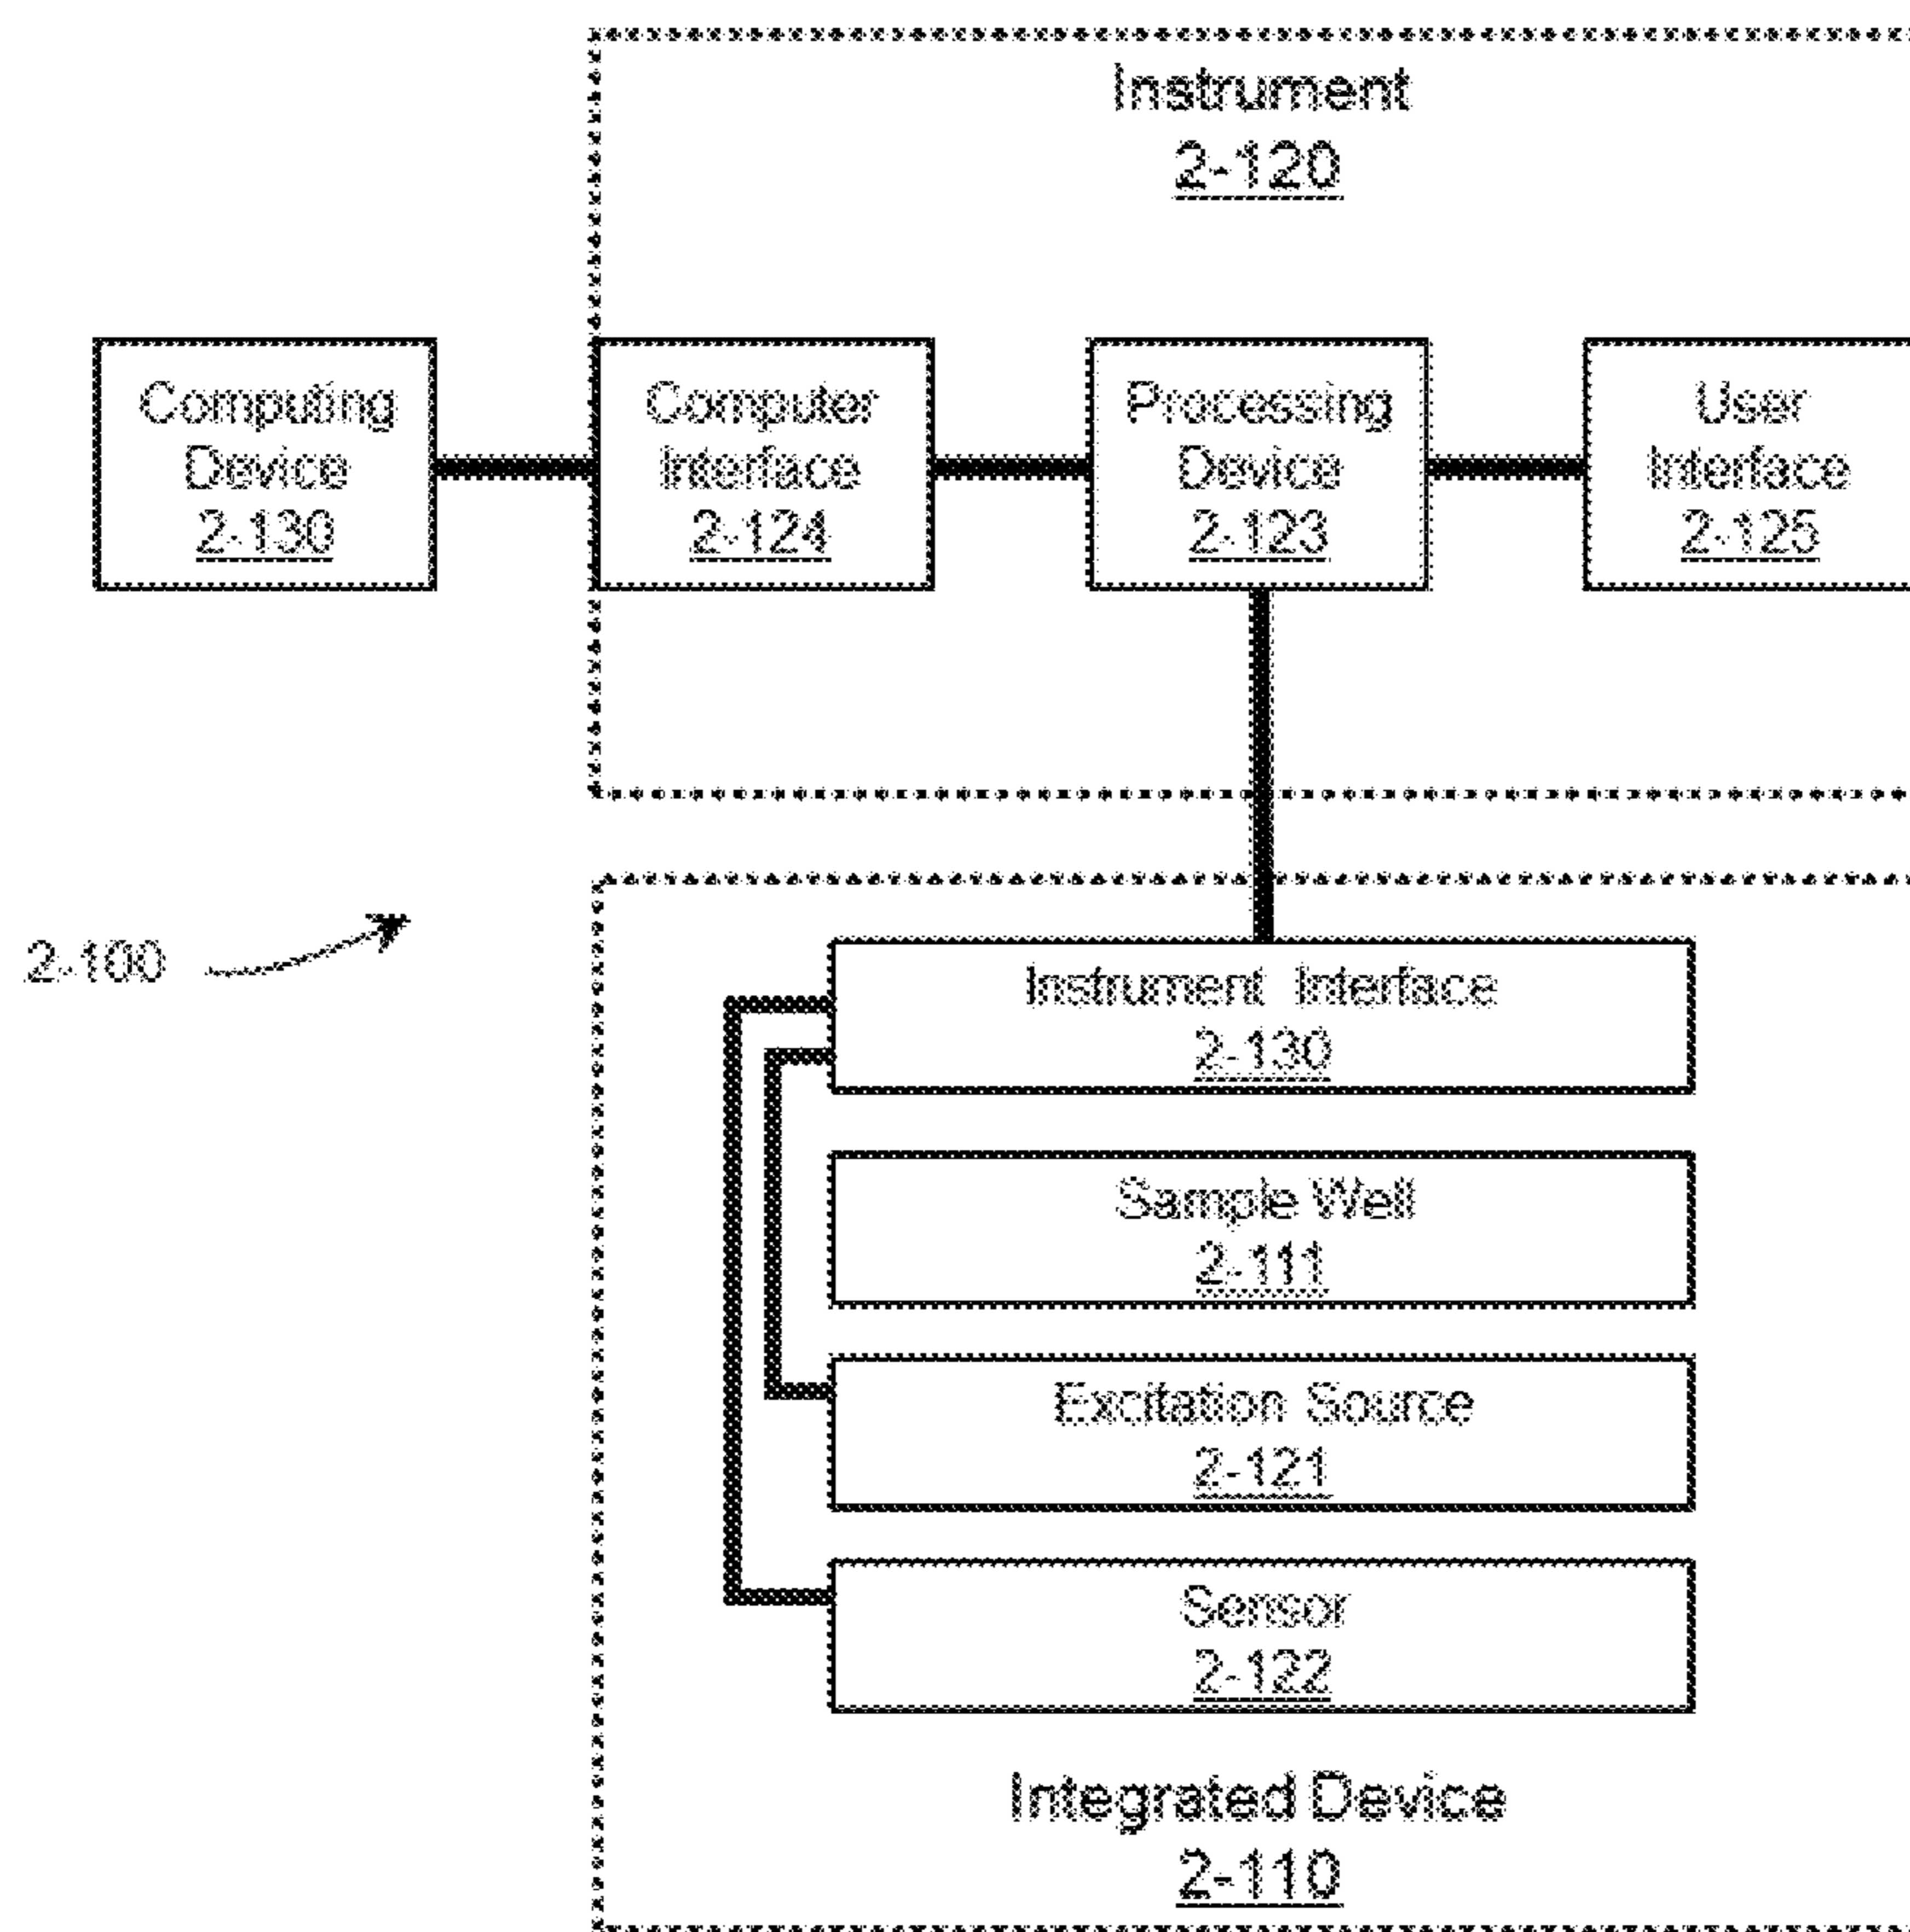 Instrument
2-120
Computing
Device
2-130
Computer
Interface
2-124
Processing
Device
2-123
User
Interface
2-125
2-100
Instrument Interface
2-130
Sample Well
2-111
Excitation Source
2-121
Sensor
2-122
Integrated Device
2-110